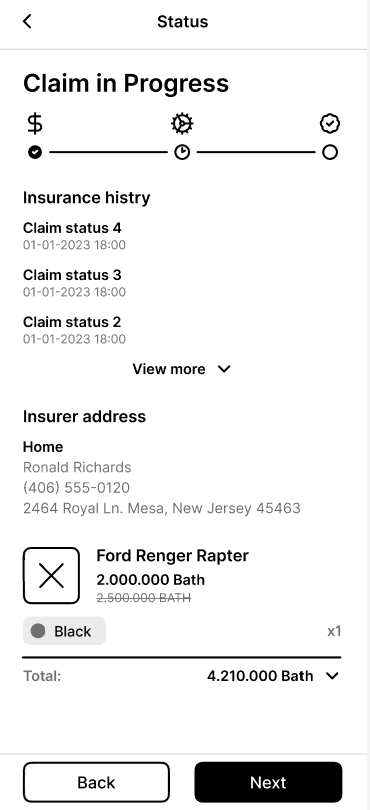 Status
Claim in Progress
$
Insurance histry
Claim status 4
01-01-2023 18:00
Claim status 3
01-01-2023 18:00
Claim status 2
01-01-2023 18:00
View more
Insurer address
Home
Ronald Richards
(406) 555-0120
2464 Royal Ln. Mesa, New Jersey 45463
Ford Renger Rapter
2.000.000 Bath
2.500.000 BATH
Black x1
Total: 4.210.000 Bath
Back Next